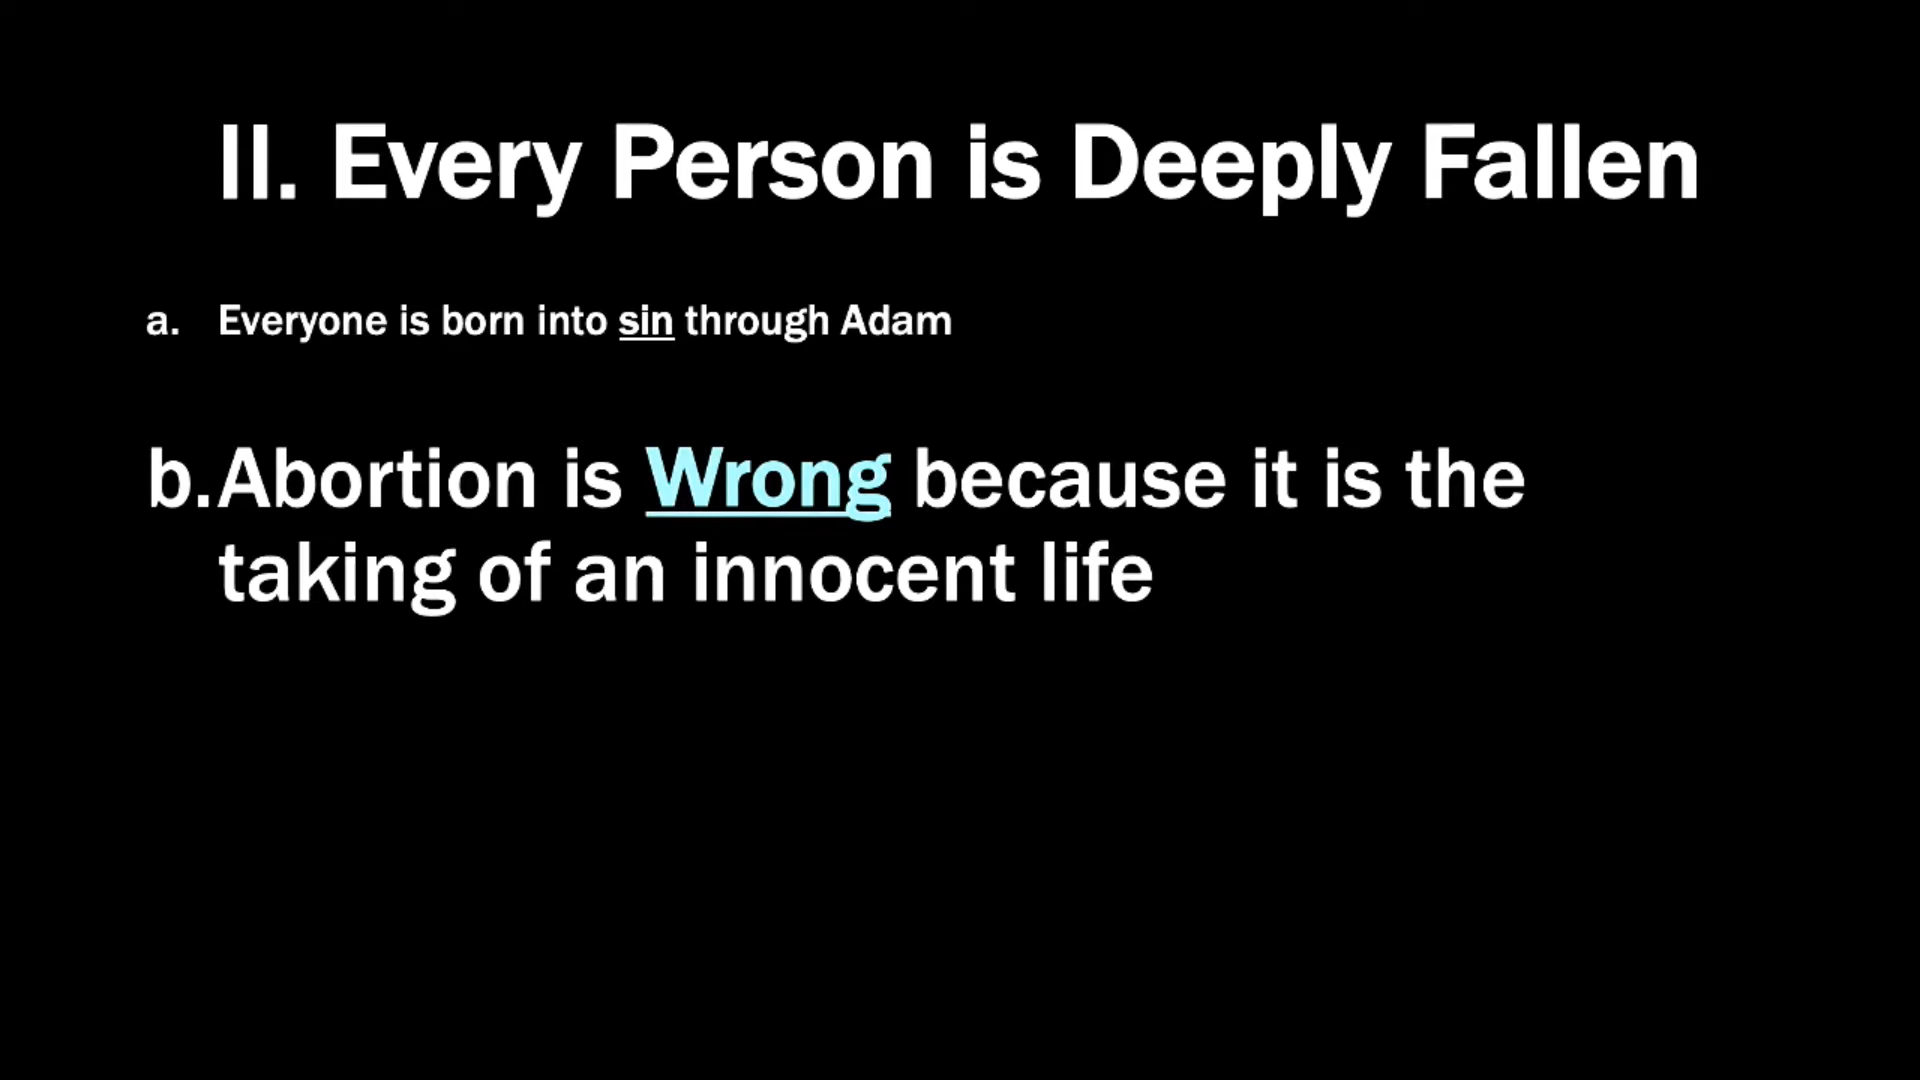 II. Every Person is Deeply Fallen
a. Everyone is born into sin through Adam
b. Abortion is Wrong because it is the
taking of an innocent life